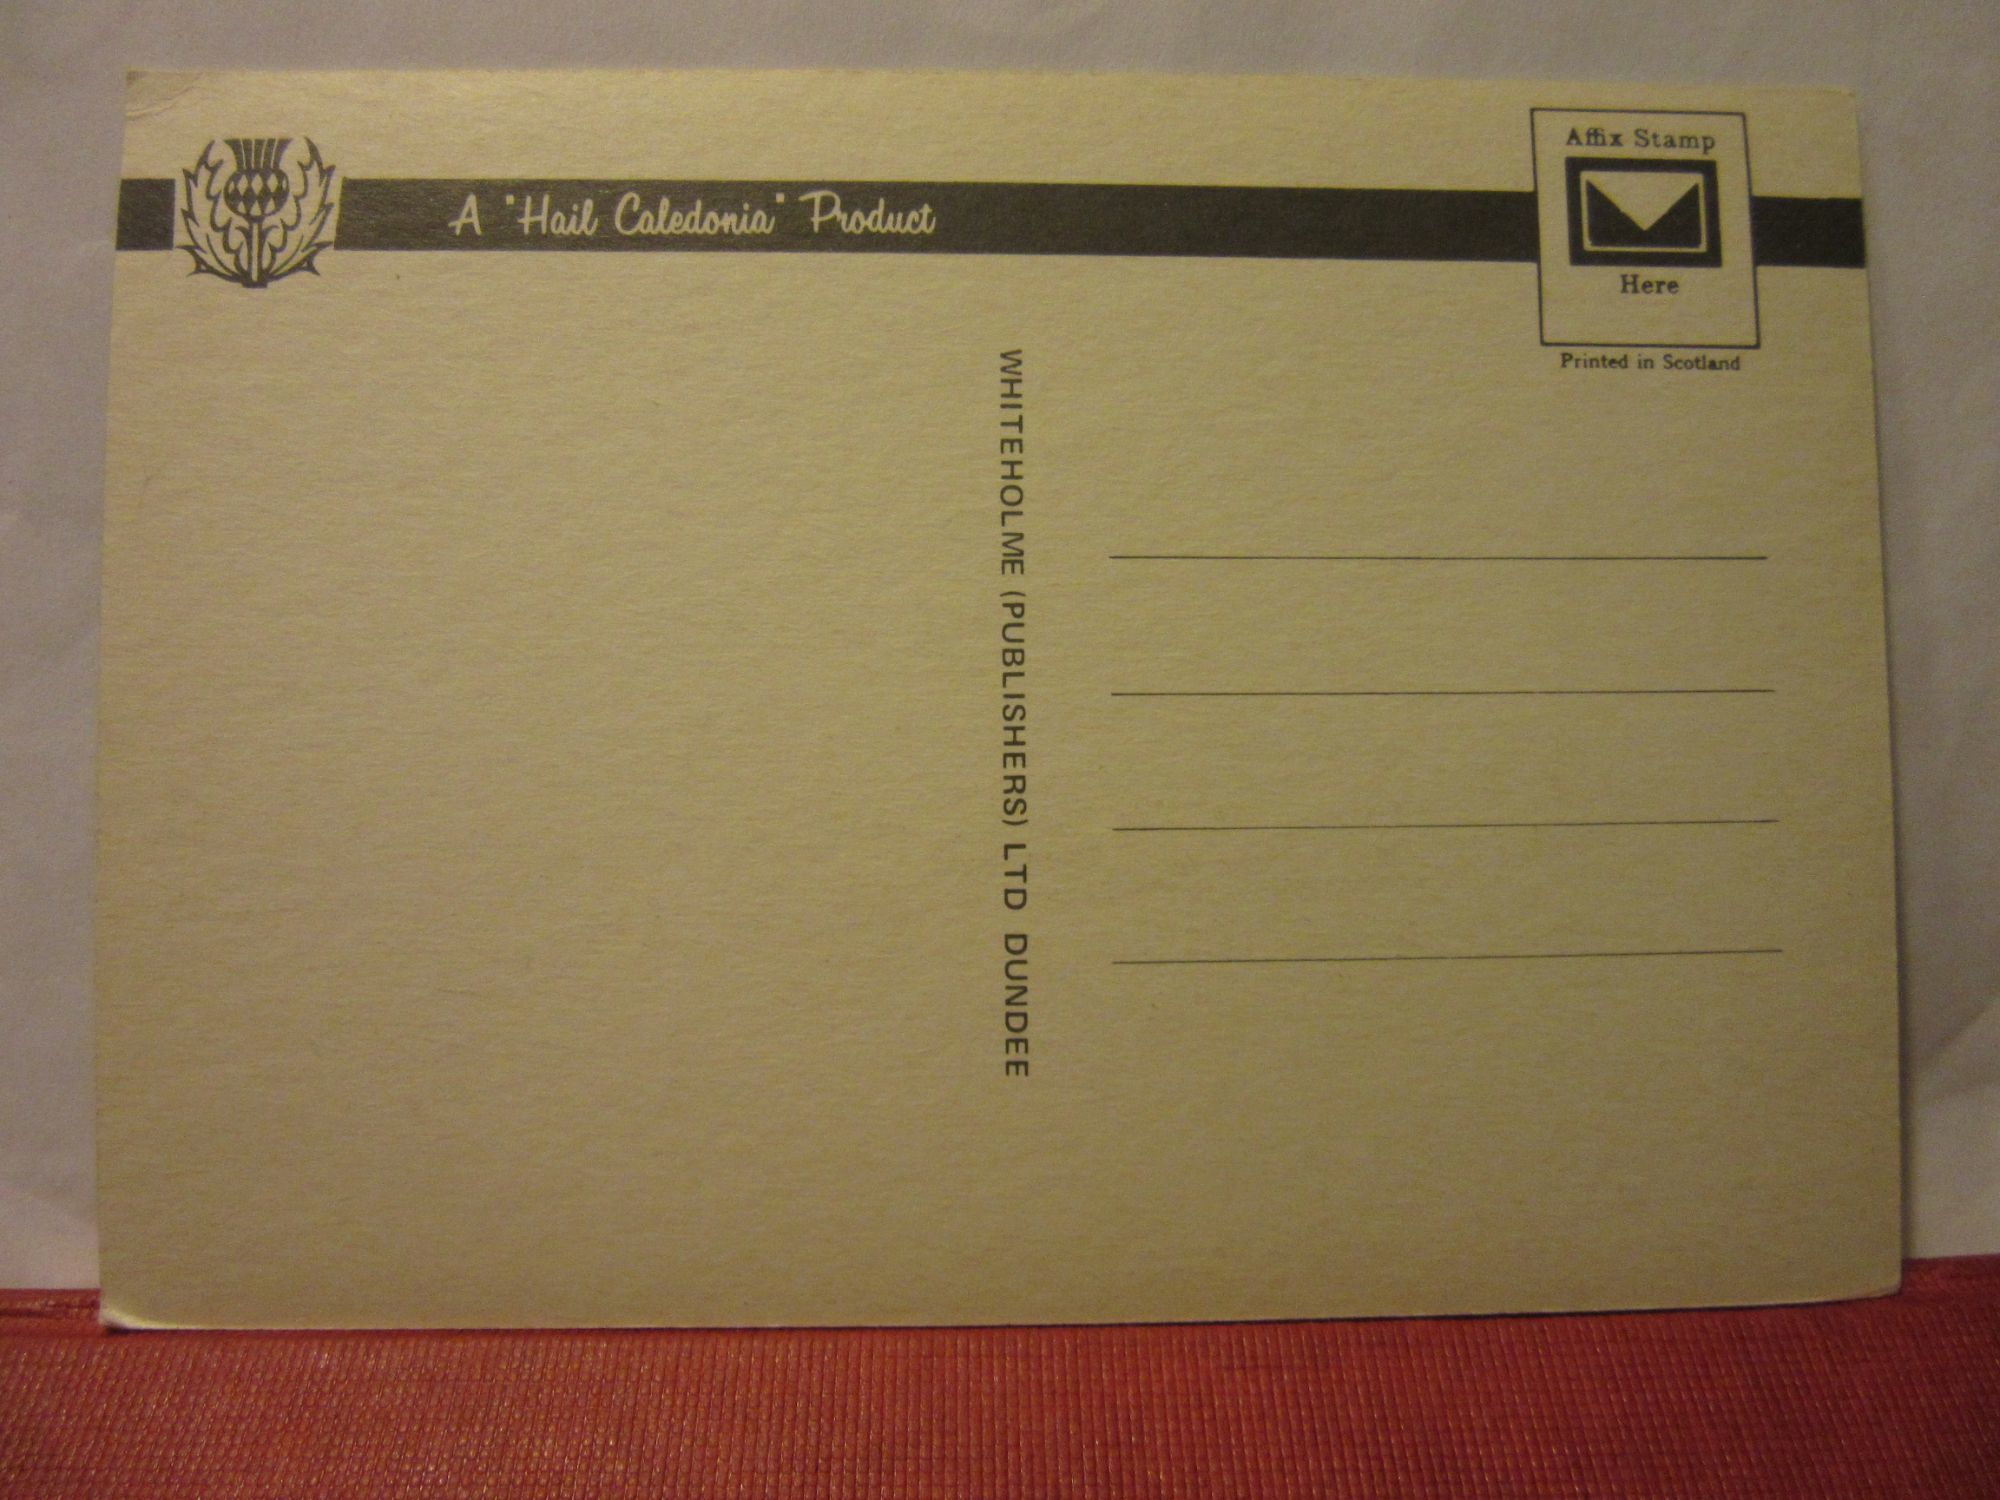 A "Hail Caledonia" Product
Affix Stamp
Here
Printed in Scotland
WHITEHOLME (PUBLISHERS) LTD DUNDEE